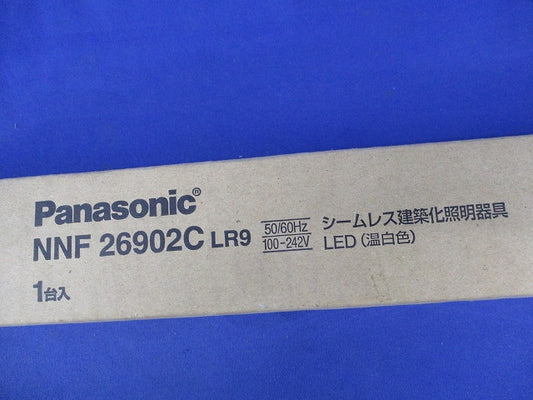 Panasonic®
NNF 26902C LR9
50/60Hz
100-242V
シームレス建築化照明器具
LED（温白色）
1台入